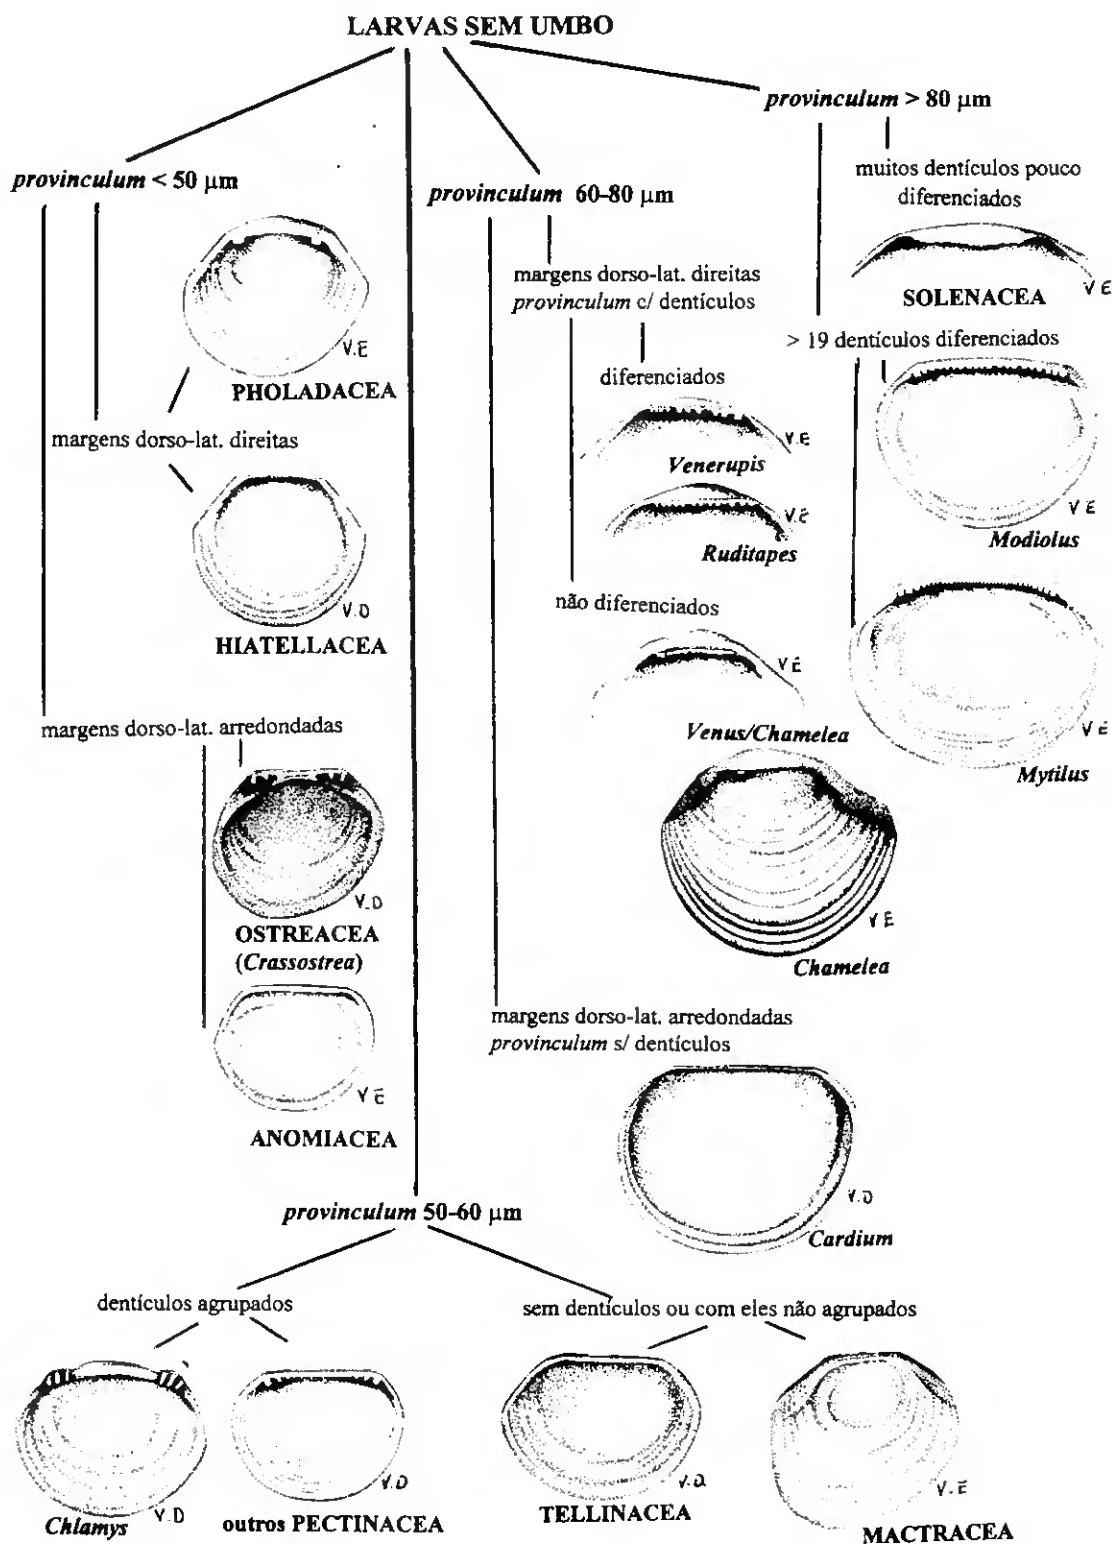 LARVAS SEM UMBO
provinculum > 80 µm
muitos dentículos pouco
diferenciados
V E
SOLENACEA
> 19 dentículos diferenciados
V E
Modiolus
V E
Mytilus
provinculum < 50 µm
V.E
PHOLADACEA
margens dorso-lat. direitas
V.D
HIATELLACEA
margens dorso-lat. arredondadas
V.D
OSTREACEA
(Crassostrea)
V E
ANOMIACEA
provinculum 60-80 µm
margens dorso-lat. direitas
provinculum c/ dentículos
diferenciados
V.E
Venerupis
V.E
Ruditapes
não diferenciados
V E
Venus/Chamelea
V E
Chamelea
margens dorso-lat. arredondadas
provinculum s/ dentículos
V.D
Cardium
provinculum 50-60 µm
dentículos agrupados
sem dentículos ou com eles não agrupados
V.D
Chlamys
V.D
outros PECTINACEA
V.D
TELLINACEA
V.E
MACTRACEA